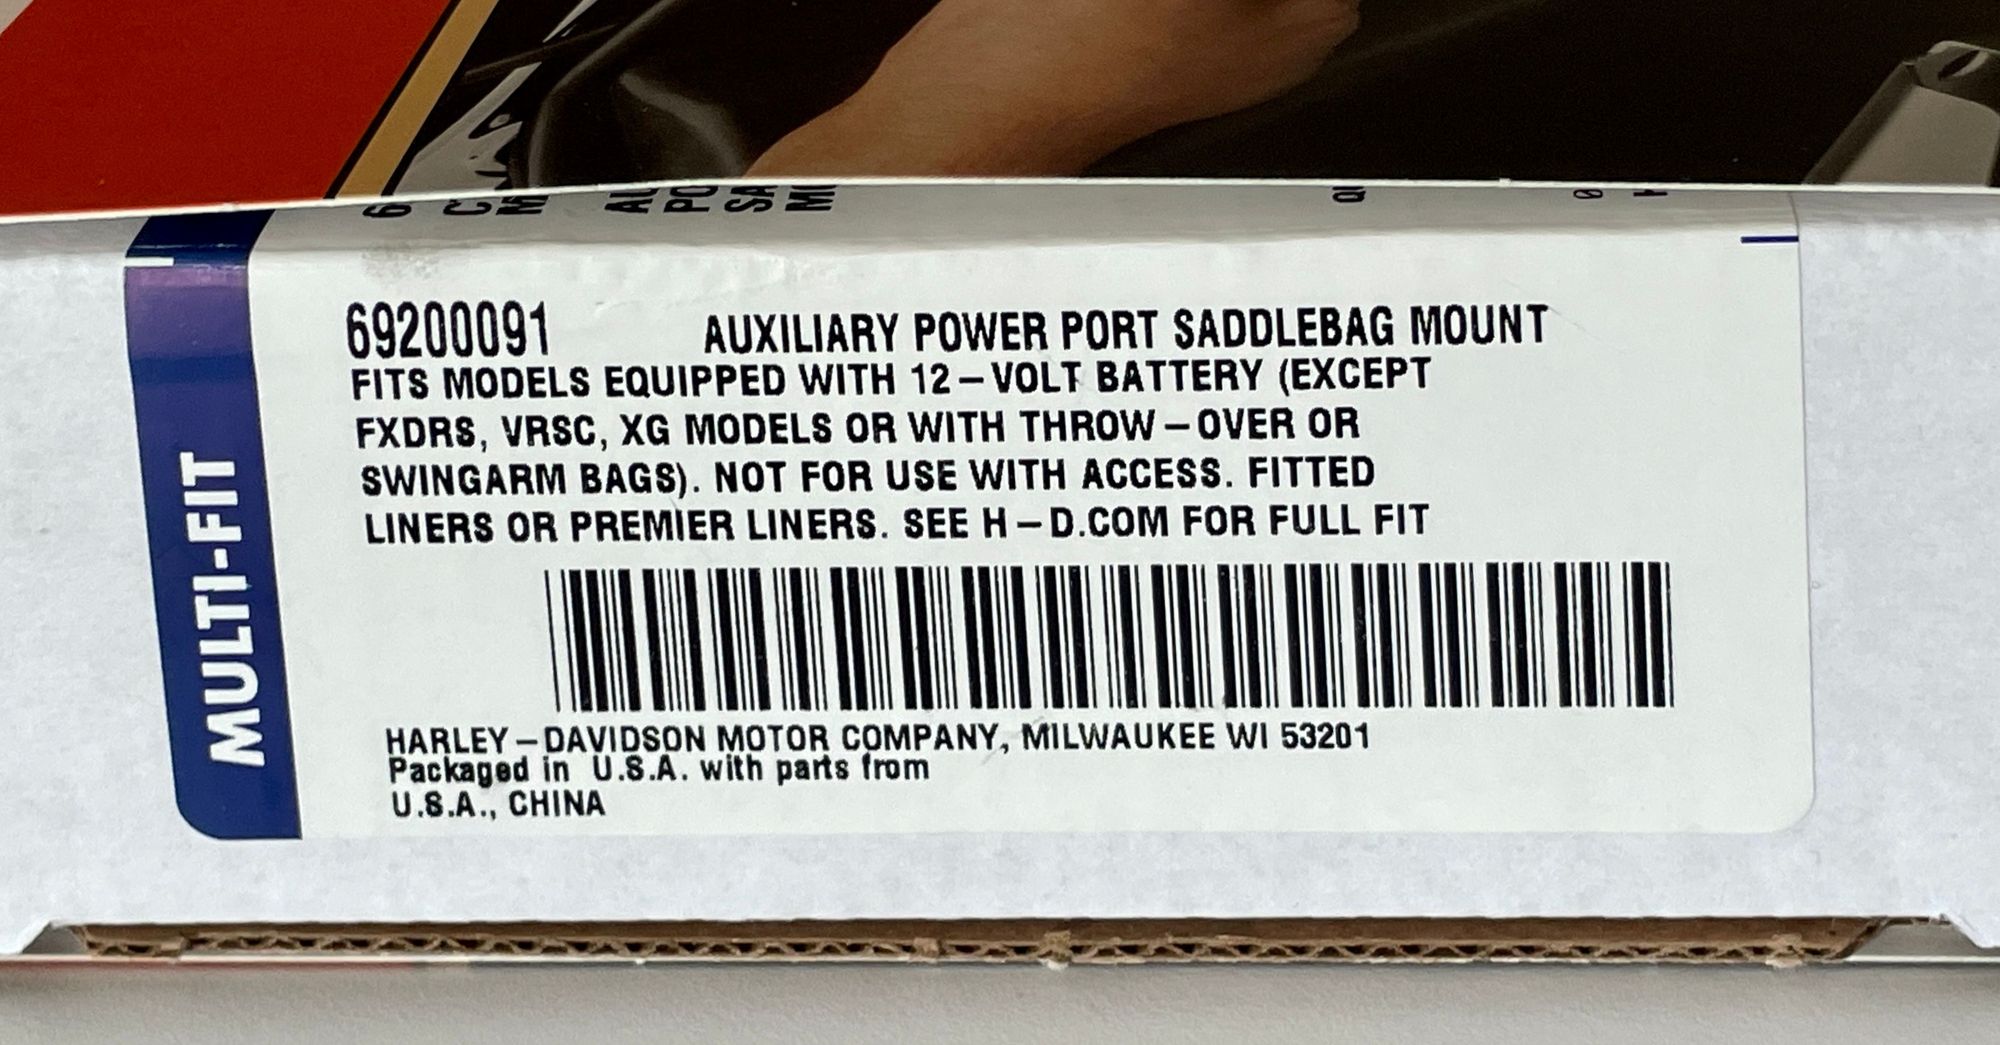 69200091 AUXILIARY POWER PORT SADDLEBAG MOUNT
FITS MODELS EQUIPPED WITH 12-VOLT BATTERY (EXCEPT
FXDRS, VRSC, XG MODELS OR WITH THROW-OVER OR
SWINGARM BAGS). NOT FOR USE WITH ACCESS. FITTED
LINERS OR PREMIER LINERS. SEE H-D.COM FOR FULL FIT
HARLEY-DAVIDSON MOTOR COMPANY, MILWAUKEE WI 53201
Packaged in U.S.A. with parts from
U.S.A., CHINA
MULTI-FIT